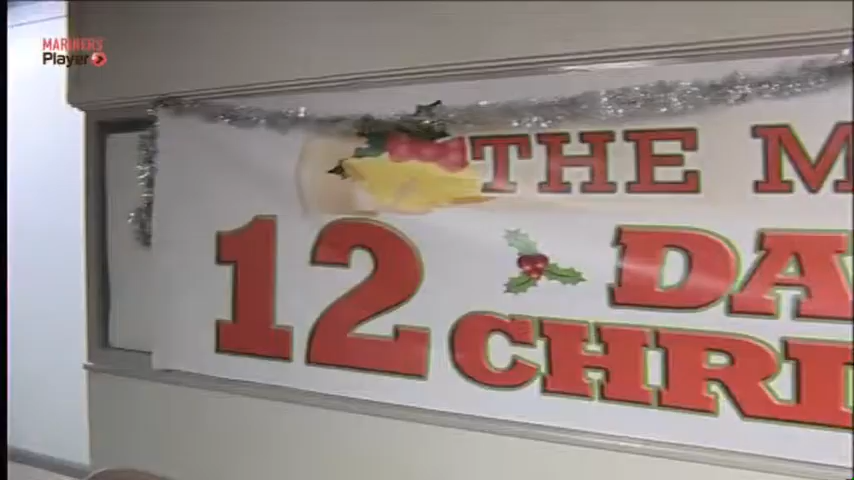 MARINERS
Player
THE M
12 DA
CHRI